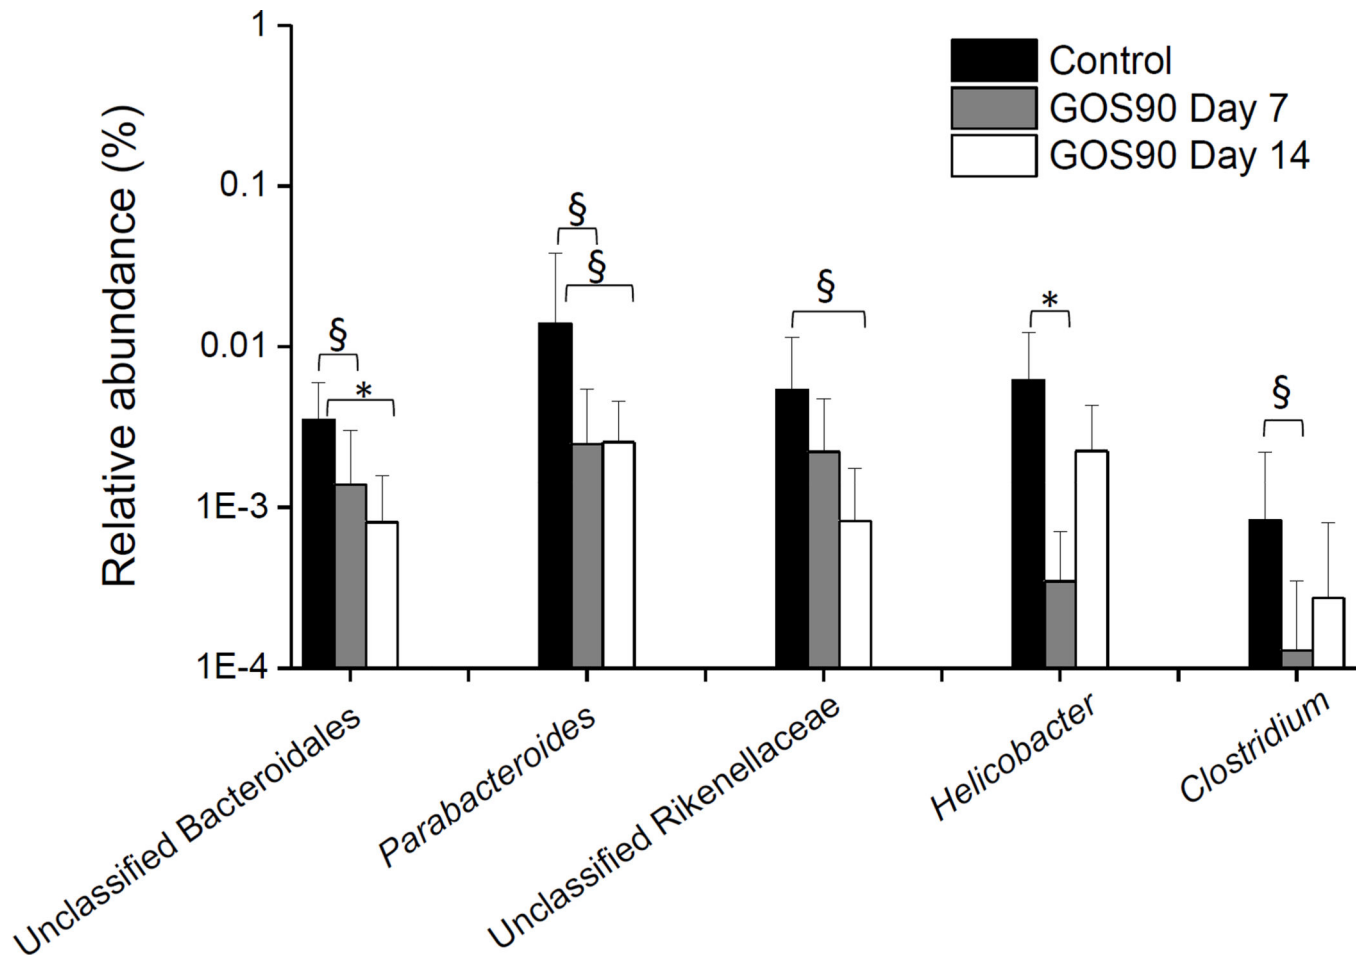 1
Control
GOS90 Day 7
GOS90 Day 14
Relative abundance (%)
0.1
§
§
§
*
0.01
§
*
§
1E-3
1E-4
Unclassified Bacteroidales
Parabacteroides
Unclassified Rikenellaceae
Helicobacter
Clostridium